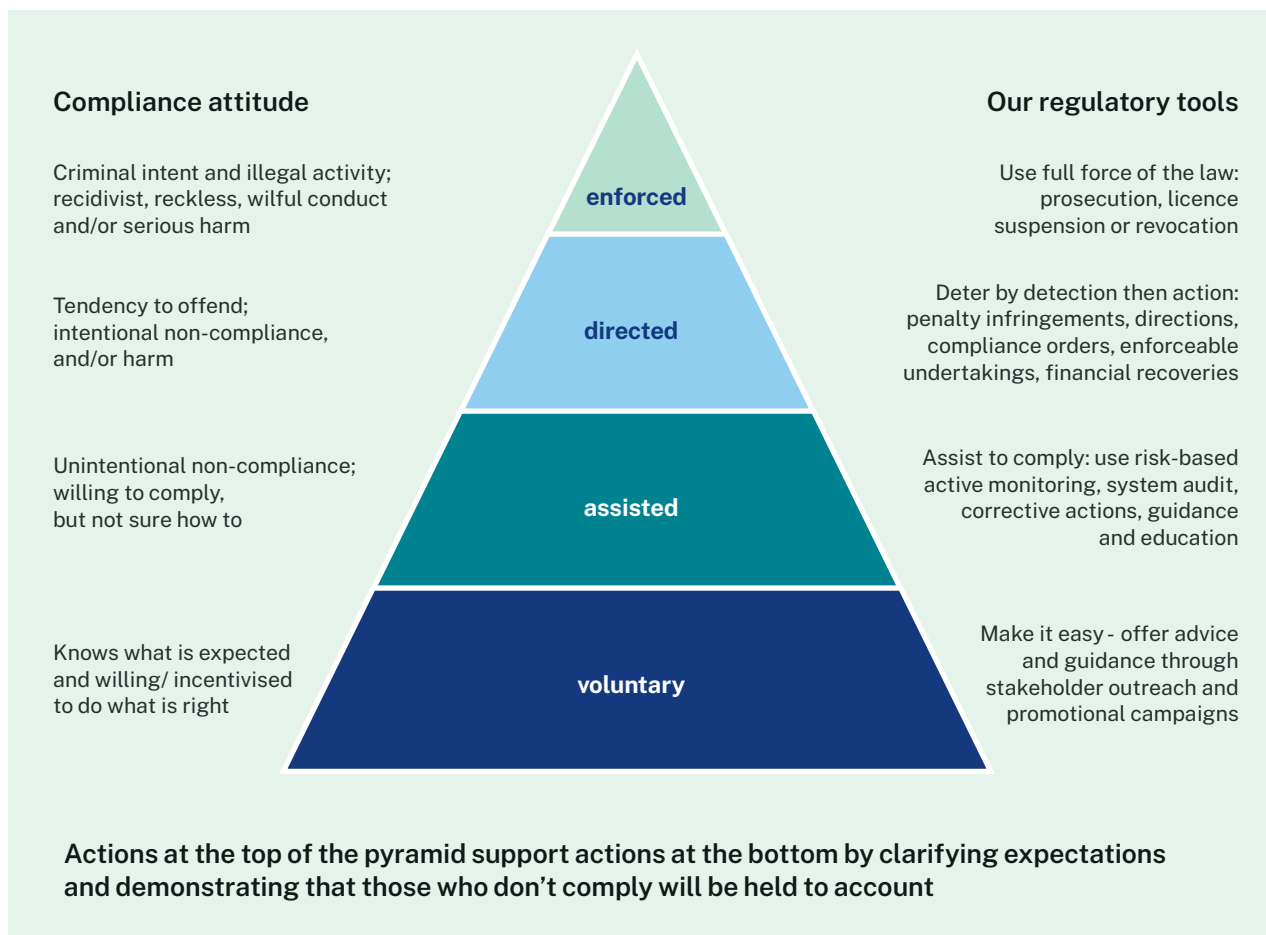 Compliance attitude
Our regulatory tools
Criminal intent and illegal activity;
recidivist, reckless, wilful conduct
and/or serious harm
enforced
Use full force of the law:
prosecution, licence
suspension or revocation
Tendency to offend;
intentional non-compliance,
and/or harm
directed
Deter by detection then action:
penalty infringements, directions,
compliance orders, enforceable
undertakings, financial recoveries
Unintentional non-compliance;
willing to comply,
but not sure how to
assisted
Assist to comply: use risk-based
active monitoring, system audit,
corrective actions, guidance
and education
Knows what is expected
and willing/ incentivised
to do what is right
voluntary
Make it easy - offer advice
and guidance through
stakeholder outreach and
promotional campaigns
Actions at the top of the pyramid support actions at the bottom by clarifying expectations
and demonstrating that those who don’t comply will be held to account